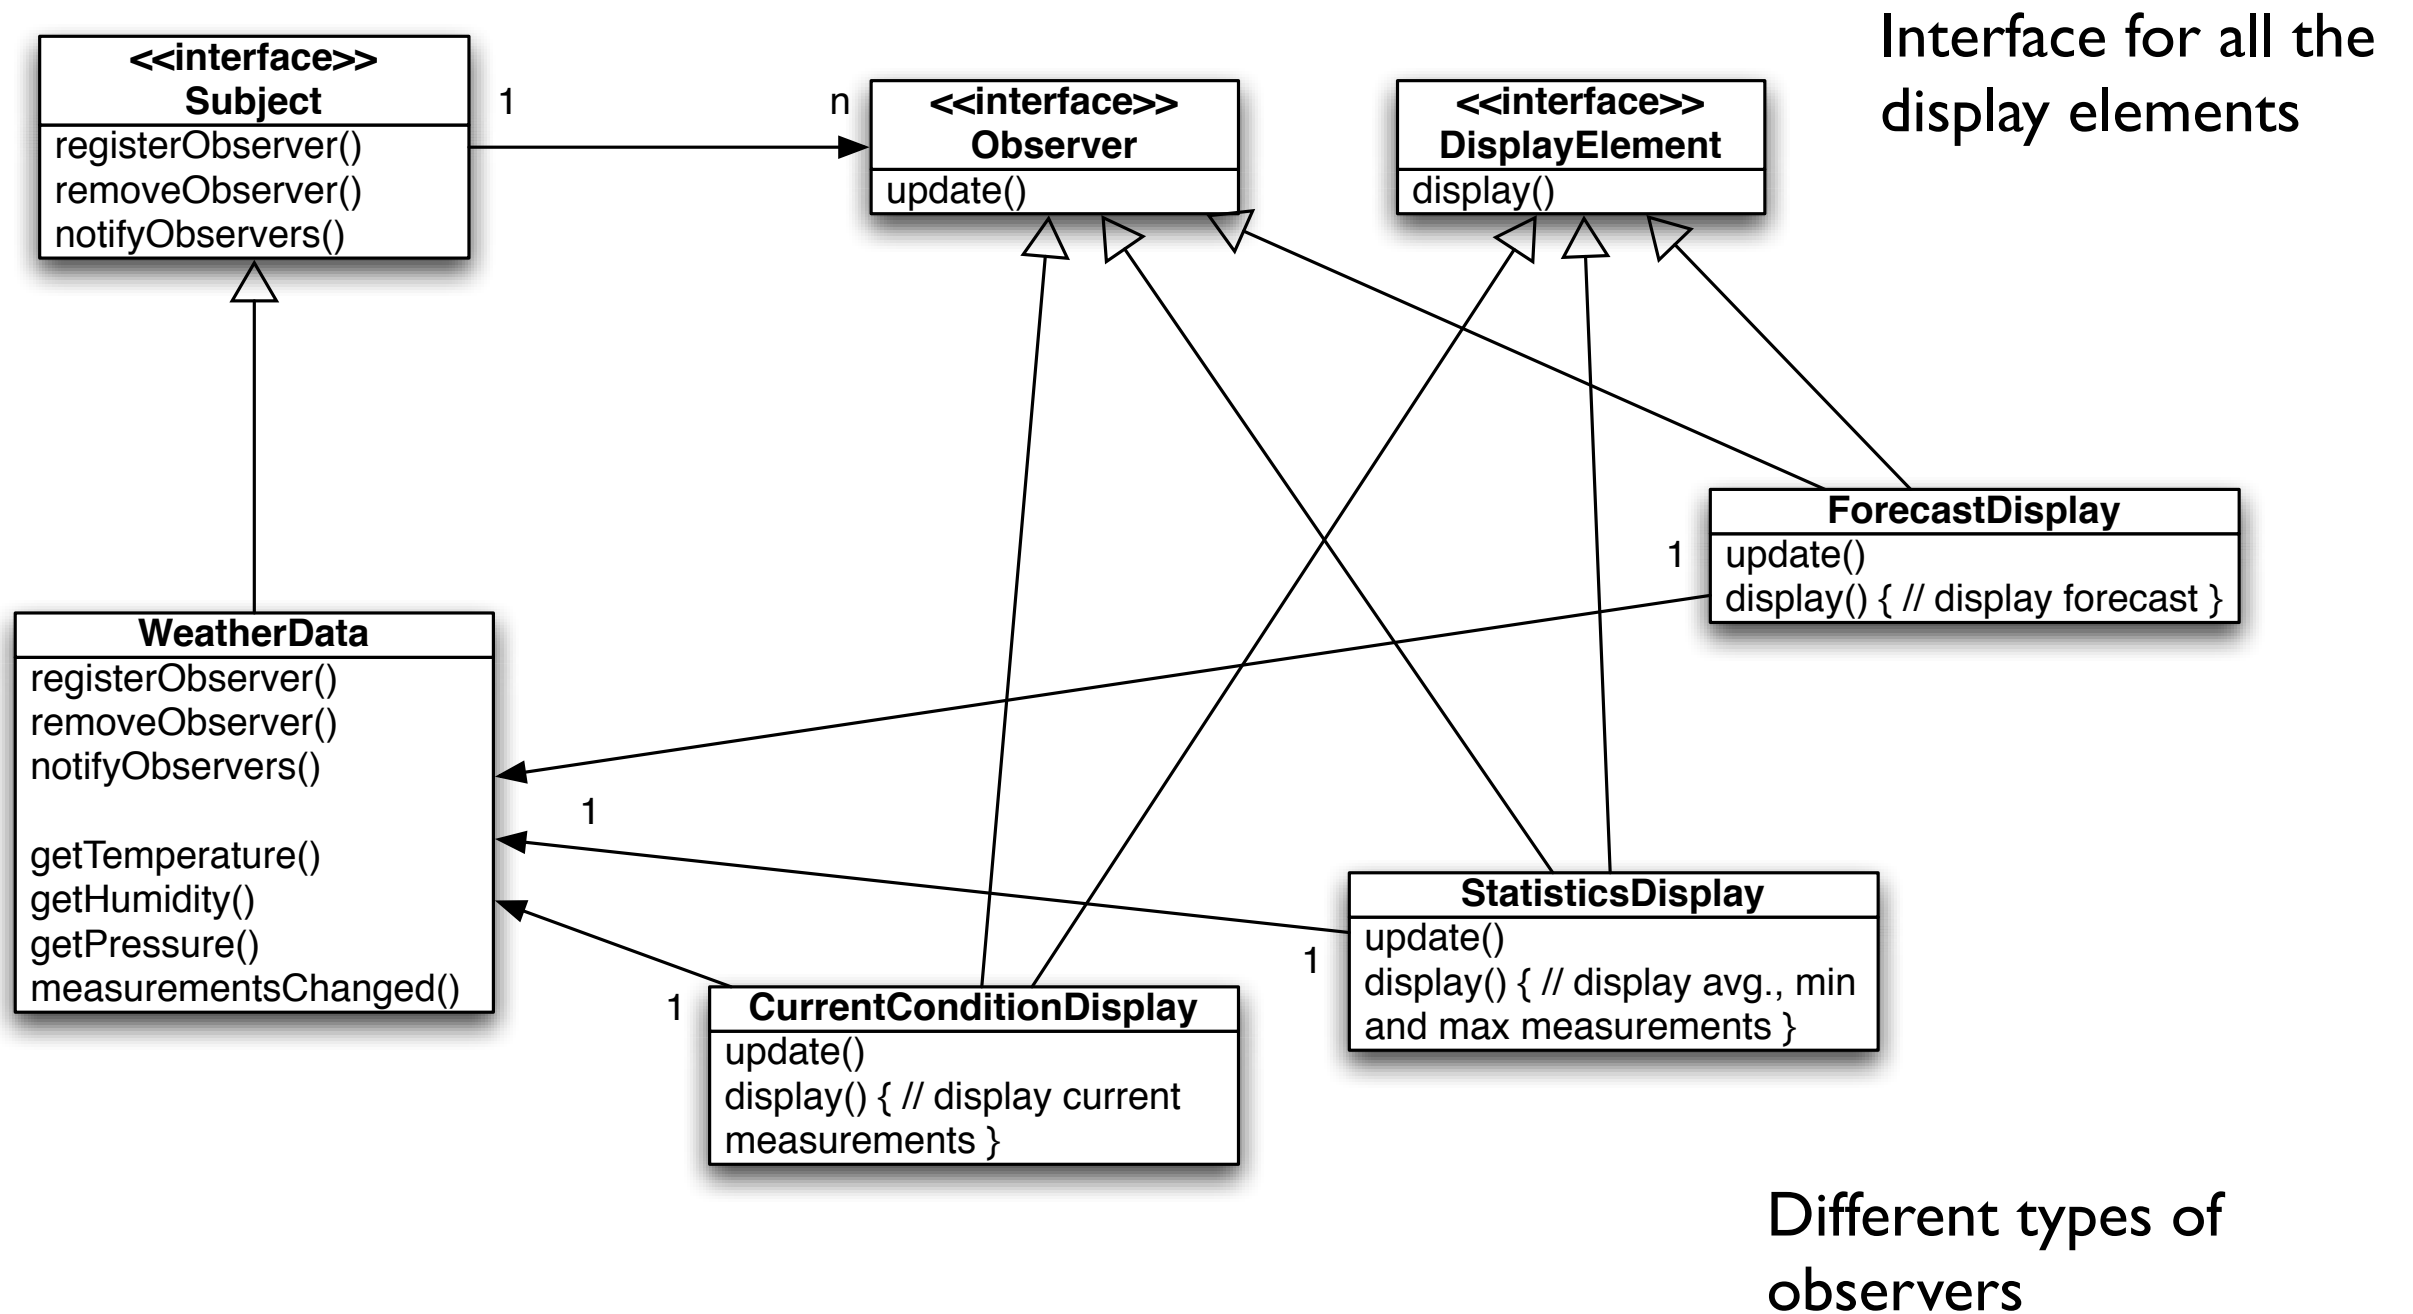 Interface for all the
display elements
<<interface>>
Subject
registerObserver()
removeObserver()
notifyObservers()
1
n
<<interface>>
Observer
update()
<<interface>>
DisplayElement
display()
ForecastDisplay
update()
display() { // display forecast }
1
WeatherData
registerObserver()
removeObserver()
notifyObservers()
getTemperature()
getHumidity()
getPressure()
measurementsChanged()
1
StatisticsDisplay
update()
display() { // display avg., min
and max measurements }
1
CurrentConditionDisplay
update()
display() { // display current
measurements }
1
Different types of
observers